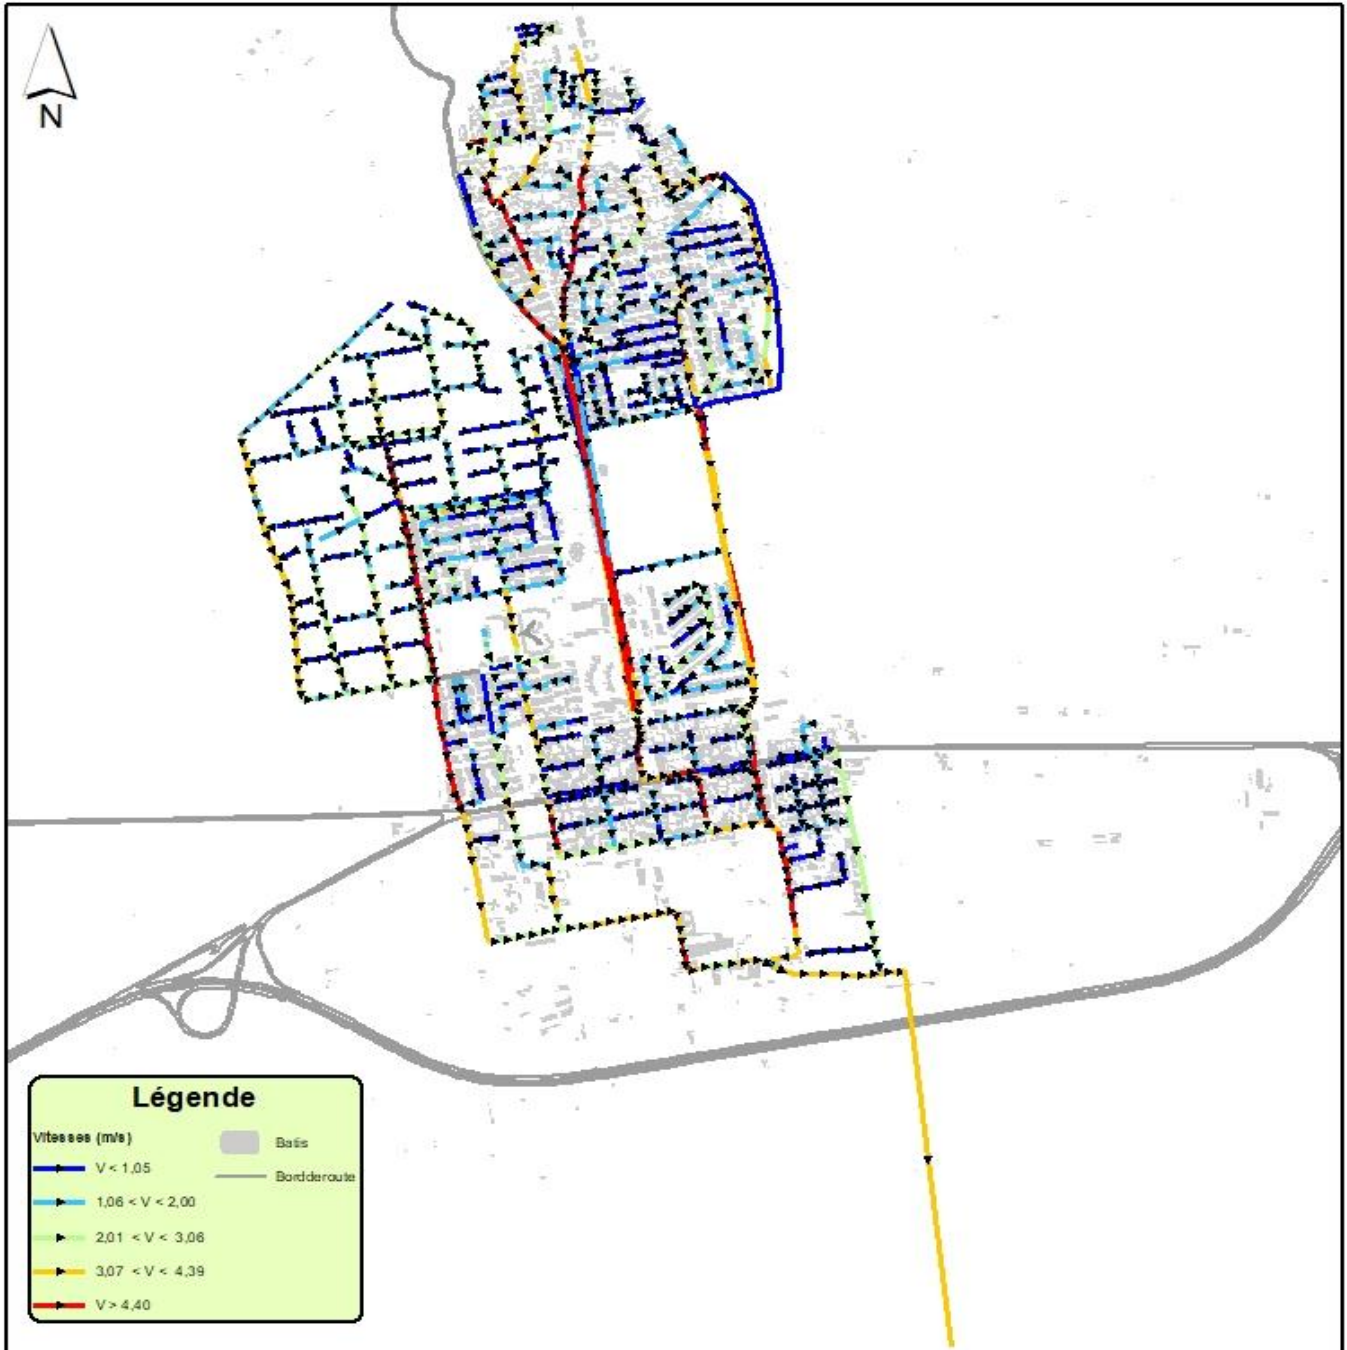 N
Légende
Vitesses (m/s)
V < 1,05
1,06 < V < 2,00
2,01 < V < 3,06
3,07 < V < 4,39
V > 4,40
Batis
Bordderoute